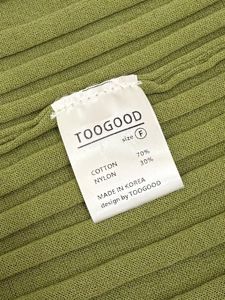 TOOGOOD
size F
COTTON 70%
NYLON 30%
MADE IN KOREA
design by TOOGOOD